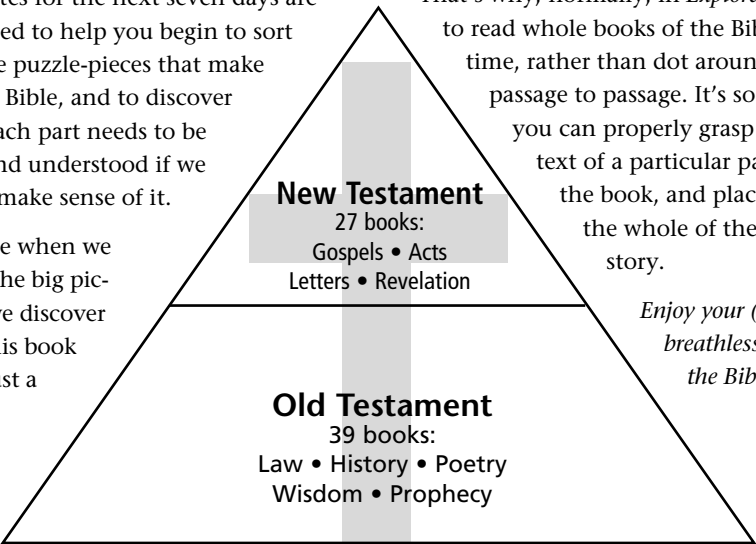 tes for the next seven days are
ed to help you begin to sort
e puzzle-pieces that make
Bible, and to discover
ach part needs to be
nd understood if we
make sense of it.
e when we
he big pic-
ve discover
is book
st a
New Testament
27 books:
Gospels • Acts
Letters • Revelation
Old Testament
39 books:
Law • History • Poetry
Wisdom • Prophecy
That's why, normally, in Explor
to read whole books of the Bib
time, rather than dot aroun
passage to passage. It's so
you can properly grasp
text of a particular pa
the book, and plac
the whole of the
story.
Enjoy your (
breathless
the Bib